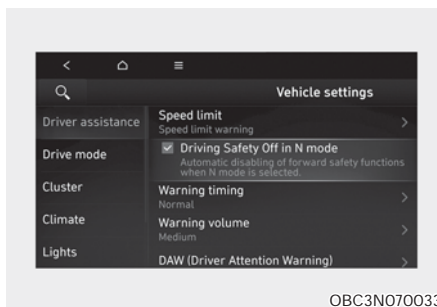 Vehicle settings
Driver assistance
Drive mode
Cluster
Climate
Lights
Speed limit
Speed limit warning
Driving Safety Off in N mode
Automatic disabling of forward safety functions
when N mode is selected.
Warning timing
Normal
Warning volume
Medium
DAW (Driver Attention Warning)
OBC3N070033